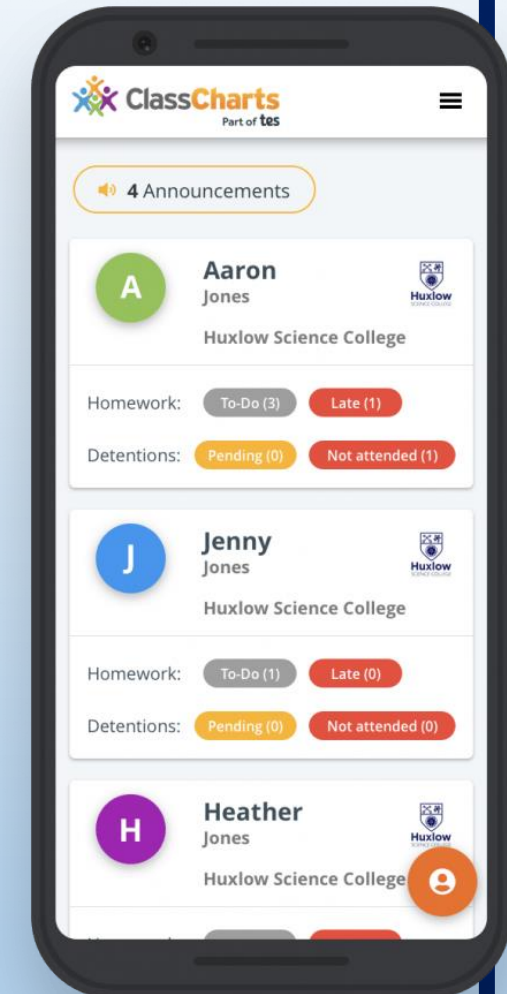 ClassCharts
Part of tes
4 Announcements
A
Aaron
Jones
Huxlow
Huxlow Science College
Homework: To-Do (3) Late (1)
Detentions: Pending (0) Not attended (1)
J
Jenny
Jones
Huxlow
Huxlow Science College
Homework: To-Do (1) Late (0)
Detentions: Pending (0) Not attended (0)
H
Heather
Jones
Huxlow
Huxlow Science College